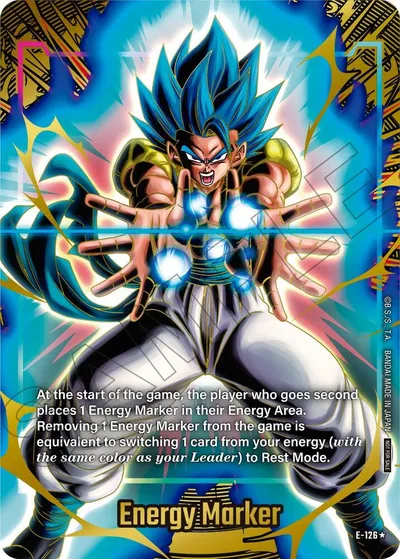 SAMPLE
At the start of the game, the player who goes second
places 1 Energy Marker in their Energy Area.
Removing 1 Energy Marker from the game is
equivalent to switching 1 card from your energy (with
the same color as your Leader) to Rest Mode.
Energy Marker
E-126★
©B.S./S., T.A. BANDAI MADE IN JAPAN NOT FOR SALE